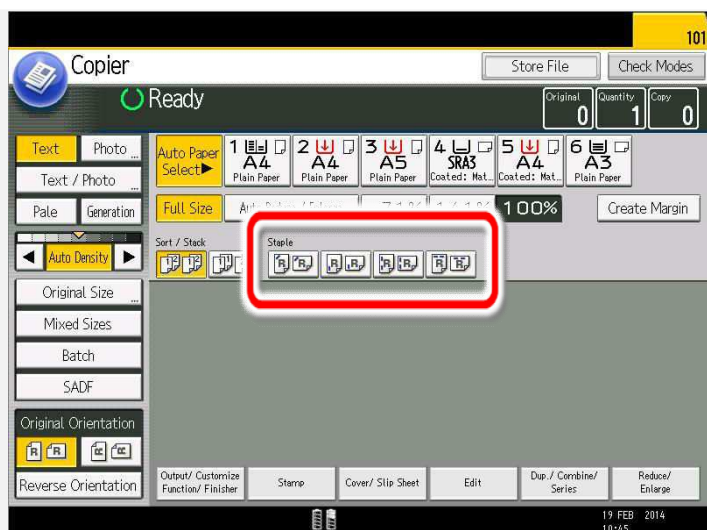 101
Copier
Store File
Check Modes
Ready
Original
Quantity
Copy
0
1
0
Text
Photo
Text / Photo
Pale
Generation
Auto Density
Original Size
Mixed Sizes
Batch
SADF
Original Orientation
Reverse Orientation
Auto Paper
Select▶
1
A4
Plain Paper
2
A4
Plain Paper
3
A5
Plain Paper
4
SRA3
Coated: Mat...
5
A4
Coated: Mat...
6
A3
Plain Paper
Full Size
100%
Create Margin
Sort / Stack
Staple
Output/ Customize
Function/ Finisher
Stamp
Cover/ Slip Sheet
Edit
Dup./ Combine/
Series
Reduce/
Enlarge
19 FEB 2014
10:45